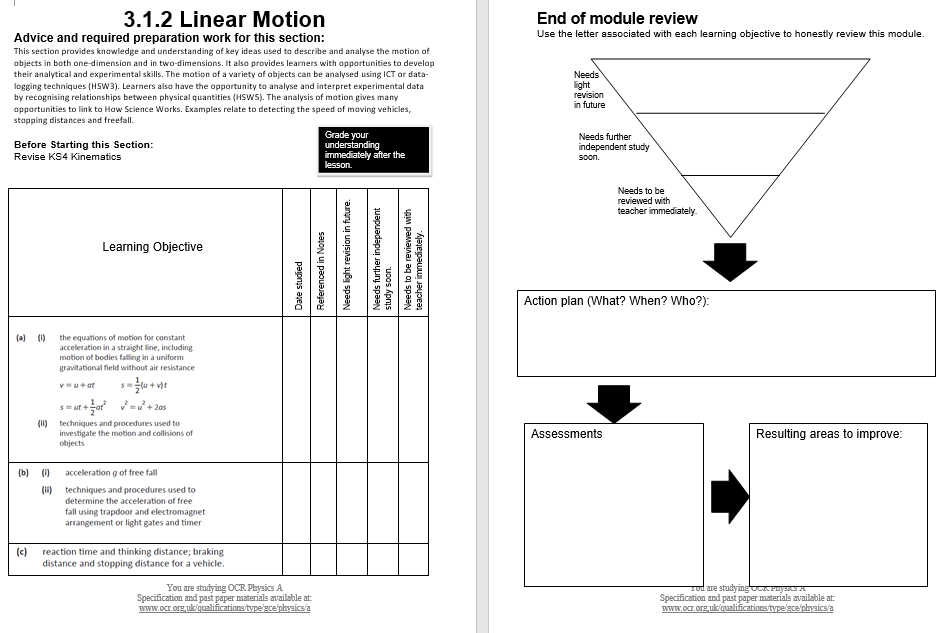 3.1.2 Linear Motion
Advice and required preparation work for this section:
This section provides knowledge and understanding of key ideas used to describe and analyse the motion of
objects in both one-dimension and in two-dimensions. It also provides learners with opportunities to develop
their analytical and experimental skills. The motion of a variety of objects can be analysed using ICT or data-
logging techniques (HSW3). Learners also have the opportunity to analyse and interpret experimental data
by recognising relationships between physical quantities (HSW5). The analysis of motion gives many
opportunities to link to How Science Works. Examples relate to detecting the speed of moving vehicles,
stopping distances and freefall.
Before Starting this Section:
Revise KS4 Kinematics
Grade your
understanding
immediately after the
lesson.
Learning Objective
Date studied
Referenced in Notes
Needs light revision in future.
Needs further independent
study soon.
Needs to be reviewed with
teacher immediately.
(a) (i) the equations of motion for constant
acceleration in a straight line, including
motion of bodies falling in a uniform
gravitational field without air resistance
v = u + at s = 1/2(u + v)t
s = ut + 1/2at² v² = u² + 2as
(ii) techniques and procedures used to
investigate the motion and collisions of
objects
(b) (i) acceleration g of free fall
(ii) techniques and procedures used to
determine the acceleration of free
fall using trapdoor and electromagnet
arrangement or light gates and timer
(c) reaction time and thinking distance; braking
distance and stopping distance for a vehicle.
You are studying OCR Physics A
Specification and past paper materials available at:
www.ocr.org.uk/qualifications/type/gce/physics/a
End of module review
Use the letter associated with each learning objective to honestly review this module.
Needs
light
revision
in future
Needs further
independent study
soon.
Needs to be
reviewed with
teacher immediately.
Action plan (What? When? Who?):
Assessments
Resulting areas to improve:
You are studying OCR Physics A
Specification and past paper materials available at:
www.ocr.org.uk/qualifications/type/gce/physics/a